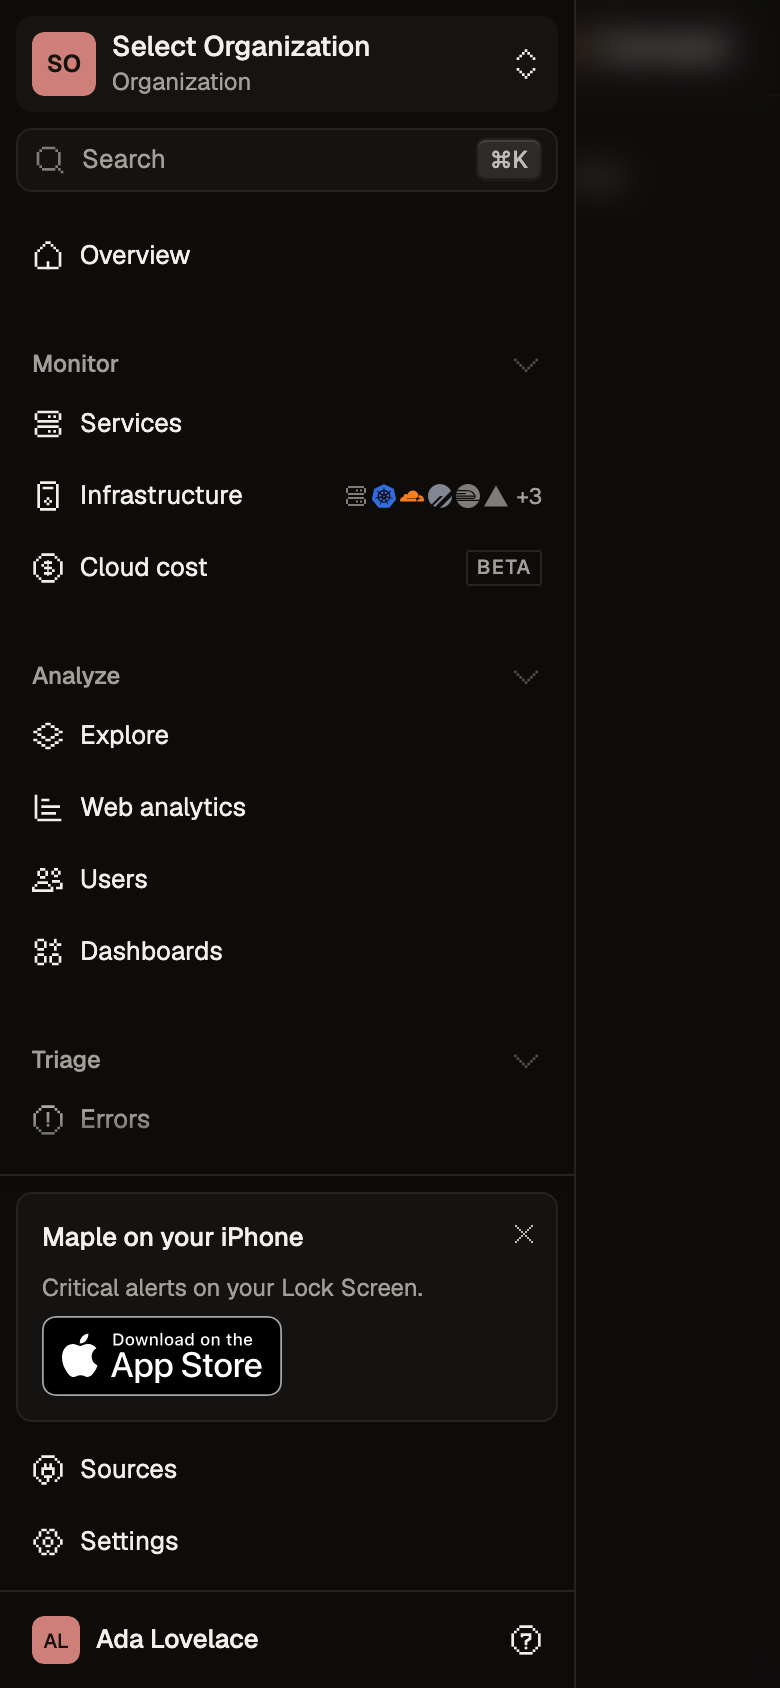 SO
Select Organization
Organization
Search
⌘K
Overview
Monitor
Services
Infrastructure
+3
Cloud cost
BETA
Analyze
Explore
Web analytics
Users
Dashboards
Triage
Errors
Maple on your iPhone
Critical alerts on your Lock Screen.
Download on the
App Store
Sources
Settings
AL
Ada Lovelace